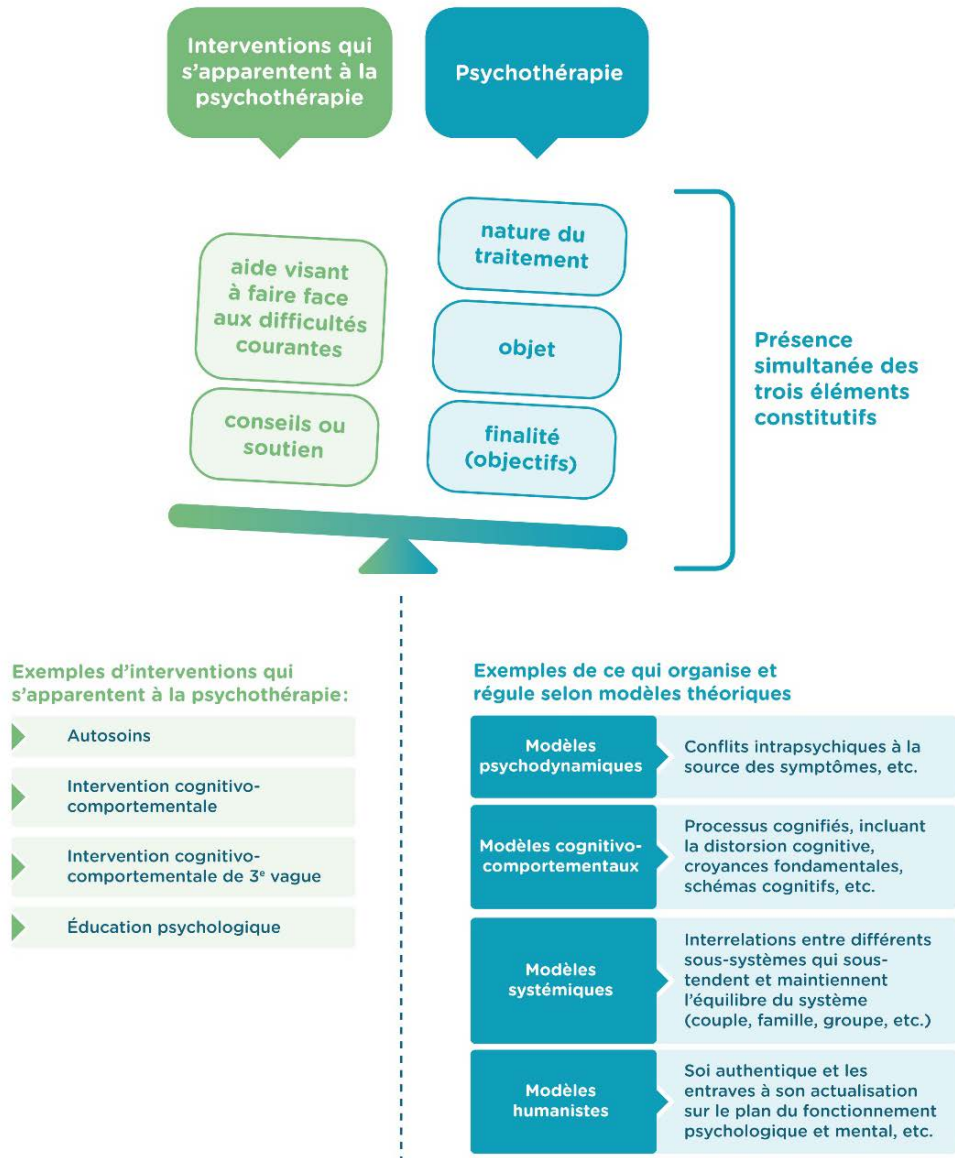 Interventions qui
s'apparentent à la
psychothérapie
Psychothérapie
aide visant
à faire face
aux difficultés
courantes
conseils ou
soutien
nature du
traitement
objet
finalité
(objectifs)
Présence
simultanée des
trois éléments
constitutifs
Exemples d'interventions qui
s'apparentent à la psychothérapie :
Autosoins
Intervention cognitivo-
comportementale
Intervention cognitivo-
comportementale de 3e vague
Éducation psychologique
Exemples de ce qui organise et
régule selon modèles théoriques
Modèles
psychodynamiques
Conflits intrapsychiques à la
source des symptômes, etc.
Modèles cognitivo-
comportementaux
Processus cognifiés, incluant
la distorsion cognitive,
croyances fondamentales,
schémas cognitifs, etc.
Modèles
systémiques
Interrelations entre différents
sous-systèmes qui sous-
tendent et maintiennent
l'équilibre du système
(couple, famille, groupe, etc.)
Modèles
humanistes
Soi authentique et les
entraves à son actualisation
sur le plan du fonctionnement
psychologique et mental, etc.